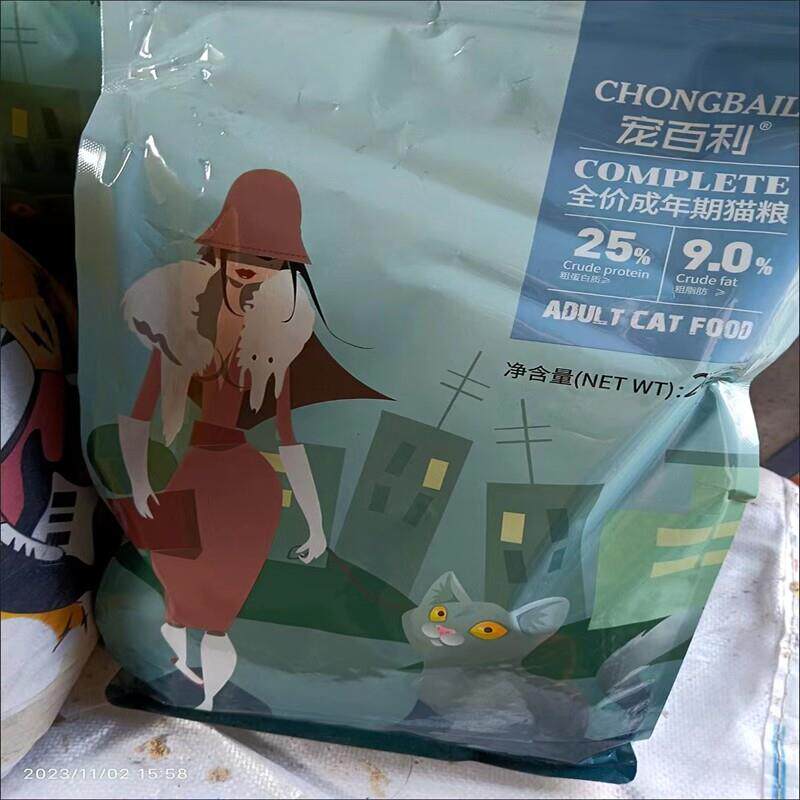 CHONGBAIL
宠百利®
COMPLETE
全价成年期猫粮
25%
Crude protein
粗蛋白质≥
9.0%
Crude fat
粗脂肪 ≥
ADULT CAT FOOD
净含量(NET WT):2
2023/11/02 15:58